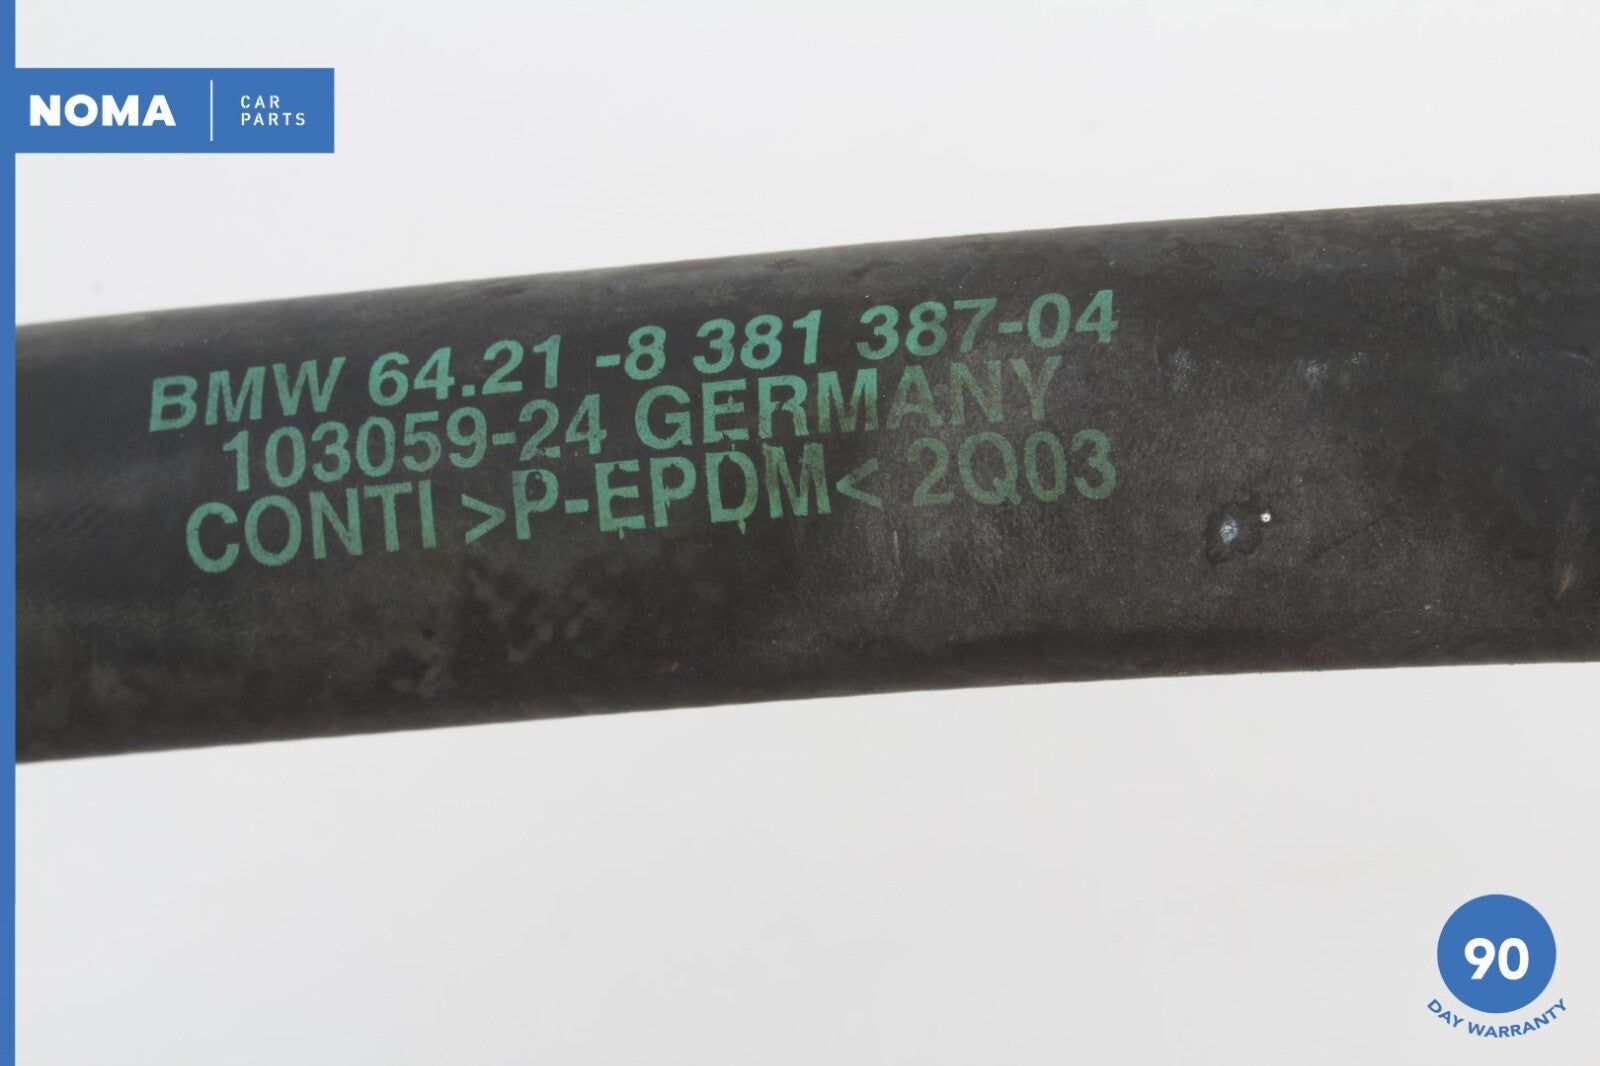 NOMA
CAR
PARTS
BMW 64.21 -8 381 387-04
103059-24 GERMANY
CONTI >P-EPDM< 2Q03
90
DAY WARRANTY